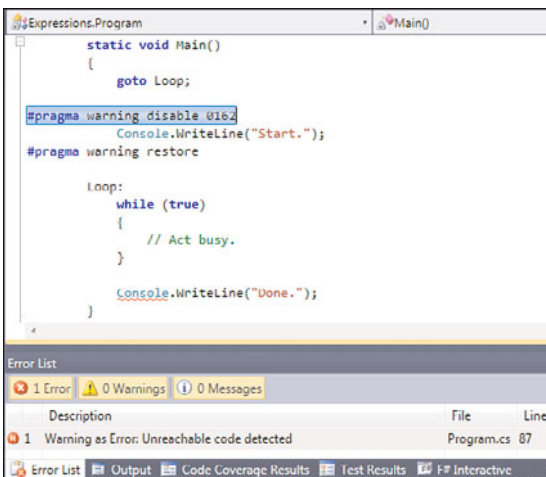 Expressions.Program
Main()
static void Main()
{
goto Loop;
#pragma warning disable 0162
Console.WriteLine("Start.");
#pragma warning restore
Loop:
while (true)
{
// Act busy.
}
Console.WriteLine("Done.");
}
Error List
1 Error
0 Warnings
0 Messages
Description
File
Line
1
Warning as Error: Unreachable code detected
Program.cs
87
Error List
Output
Code Coverage Results
Test Results
F# Interactive